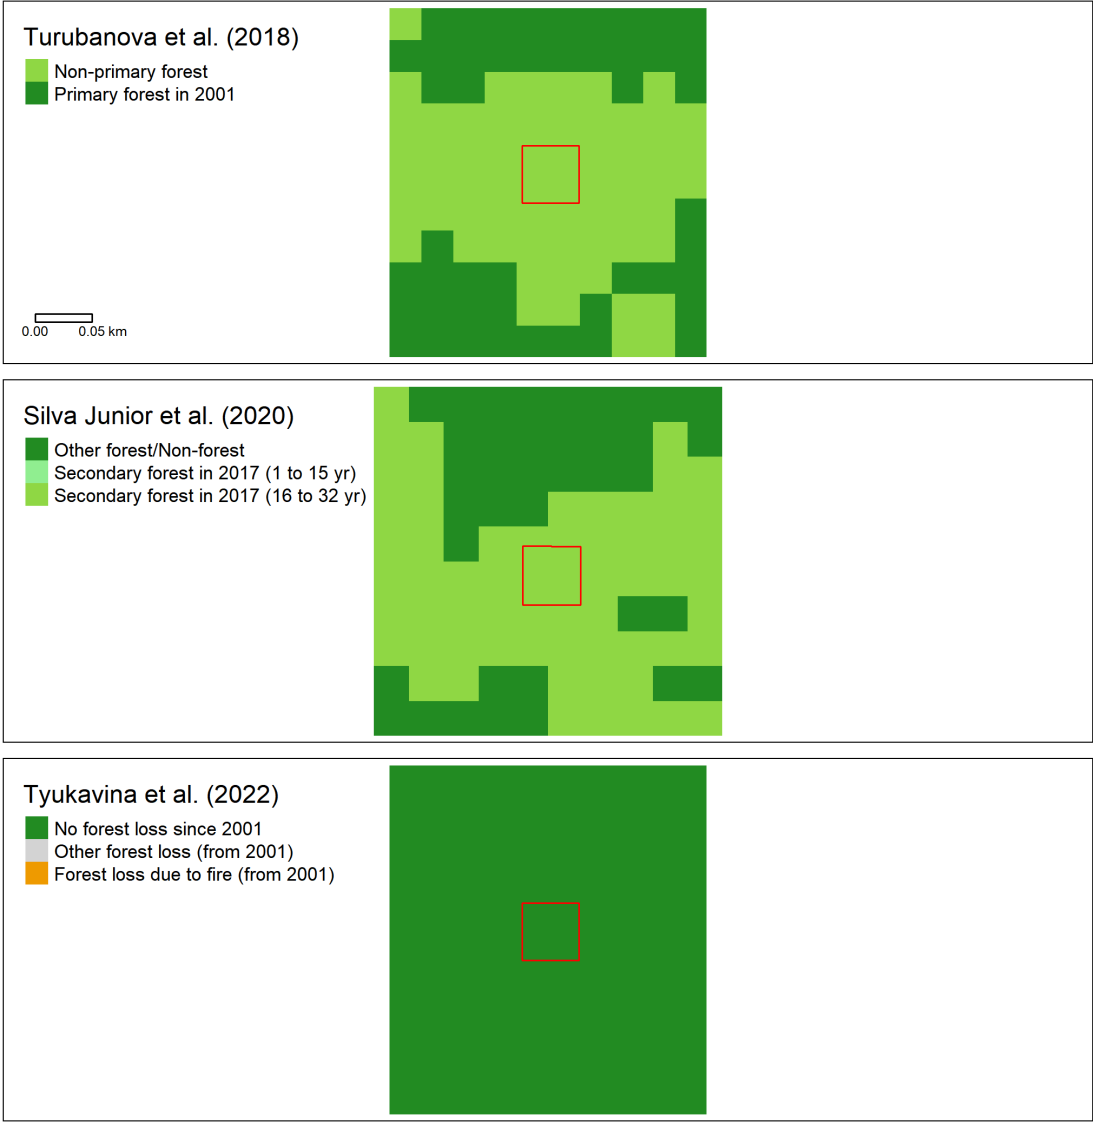 Turubanova et al. (2018)
Non-primary forest
Primary forest in 2001
0.00 0.05 km
Silva Junior et al. (2020)
Other forest/Non-forest
Secondary forest in 2017 (1 to 15 yr)
Secondary forest in 2017 (16 to 32 yr)
Tyukavina et al. (2022)
No forest loss since 2001
Other forest loss (from 2001)
Forest loss due to fire (from 2001)